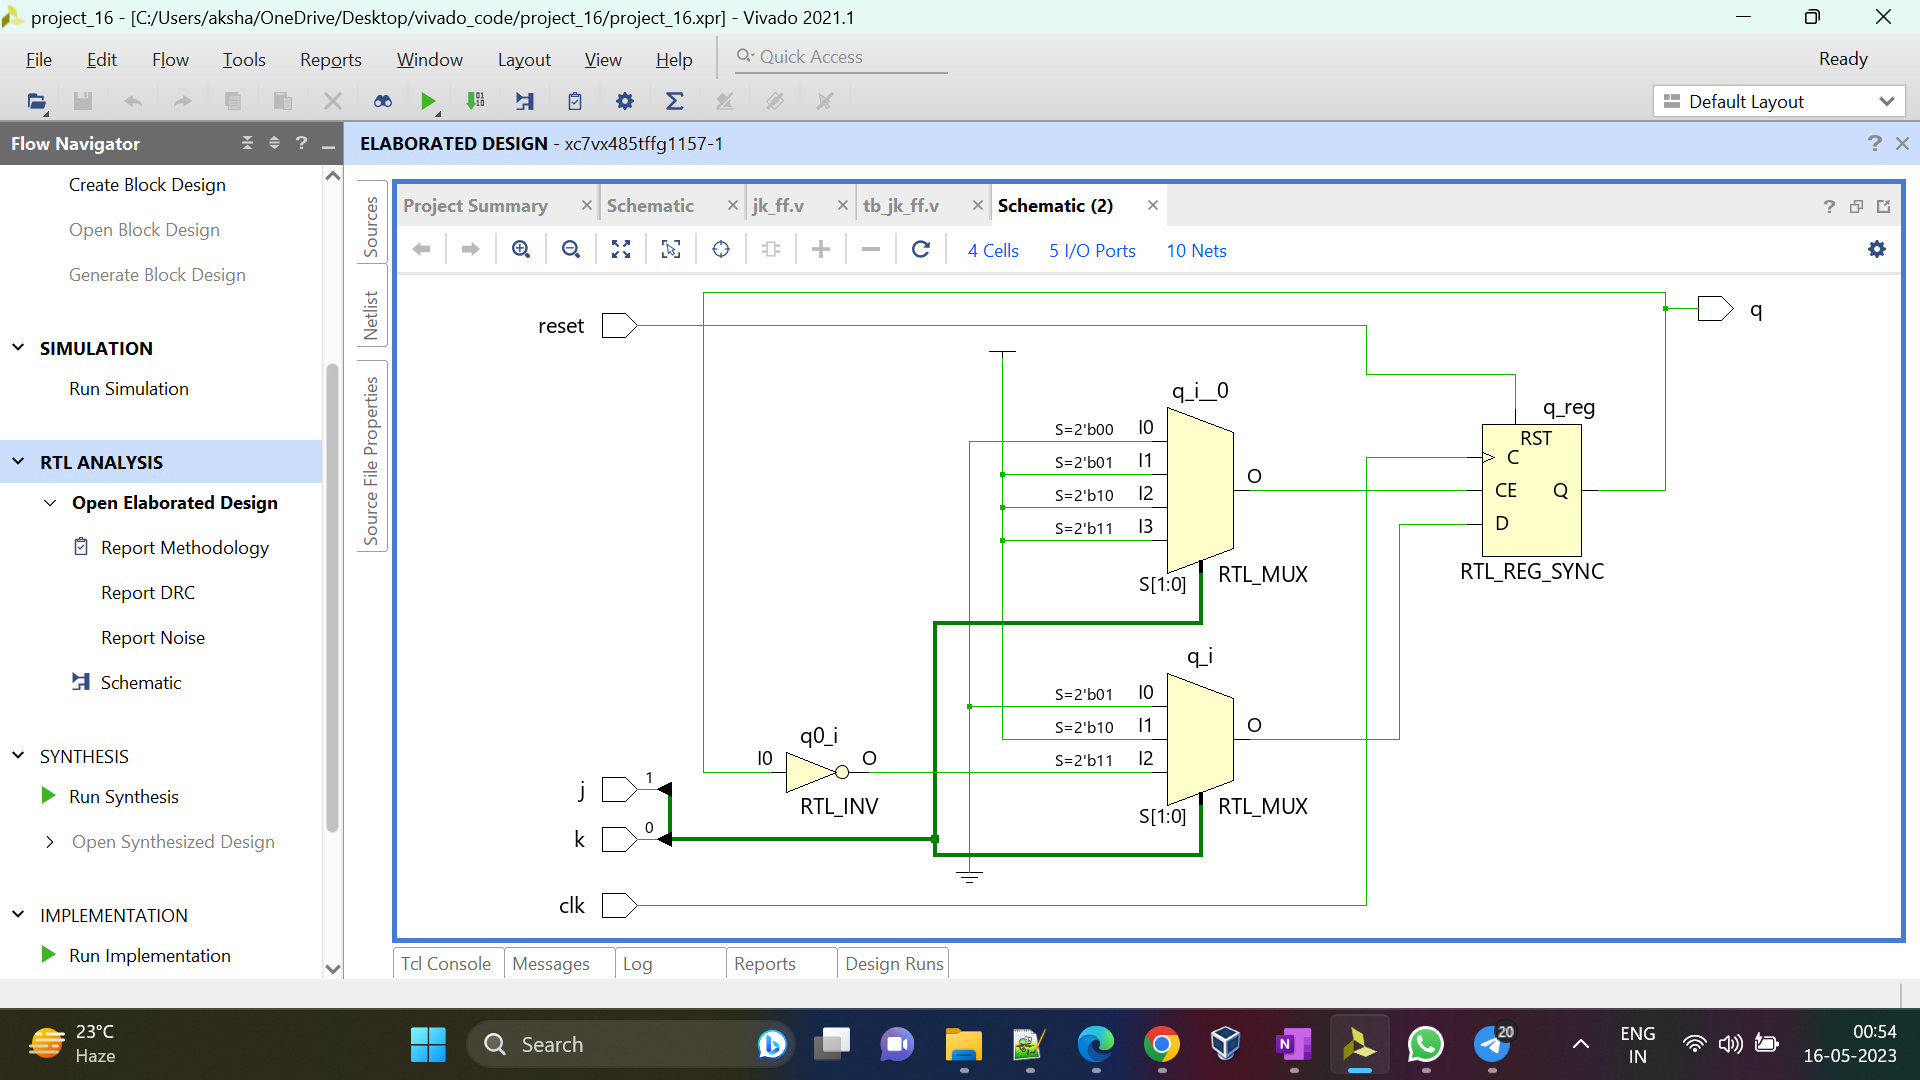 project_16 - [C:/Users/aksha/OneDrive/Desktop/vivado_code/project_16/project_16.xpr] - Vivado 2021.1
File Edit Flow Tools Reports Window Layout View Help Quick Access Ready
Default Layout
Flow Navigator
ELABORATED DESIGN - xc7vx485tffg1157-1
Create Block Design
Open Block Design
Generate Block Design
SIMULATION
Run Simulation
RTL ANALYSIS
Open Elaborated Design
Report Methodology
Report DRC
Report Noise
Schematic
SYNTHESIS
Run Synthesis
Open Synthesized Design
IMPLEMENTATION
Run Implementation
Sources
Netlist
Source File Properties
Project Summary Schematic jk_ff.v tb_jk_ff.v Schematic (2)
4 Cells 5 I/O Ports 10 Nets
reset
q
q_i__0
S=2'b00 I0
S=2'b01 I1
S=2'b10 I2
S=2'b11 I3
O
S[1:0] RTL_MUX
q_reg
RST
C
CE Q
D
RTL_REG_SYNC
q_i
S=2'b01 I0
S=2'b10 I1
S=2'b11 I2
O
S[1:0] RTL_MUX
q0_i
I0 O
RTL_INV
j 1
k 0
clk
Tcl Console Messages Log Reports Design Runs
23°C
Haze
Search
20
ENG
IN
00:54
16-05-2023